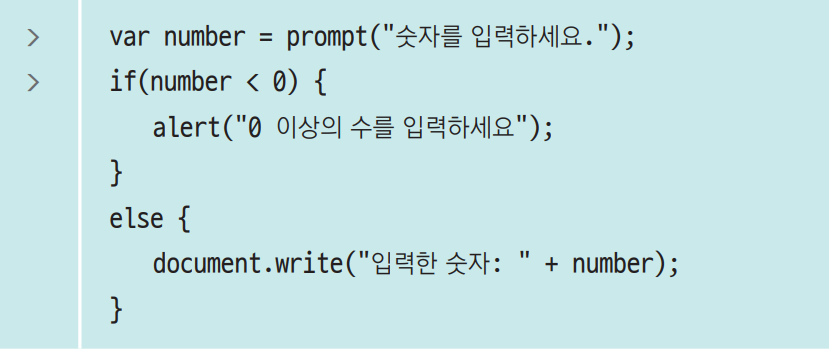 > var number = prompt("숫자를 입력하세요.");
> if(number < 0) {
alert("0 이상의 수를 입력하세요");
}
else {
document.write("입력한 숫자: " + number);
}